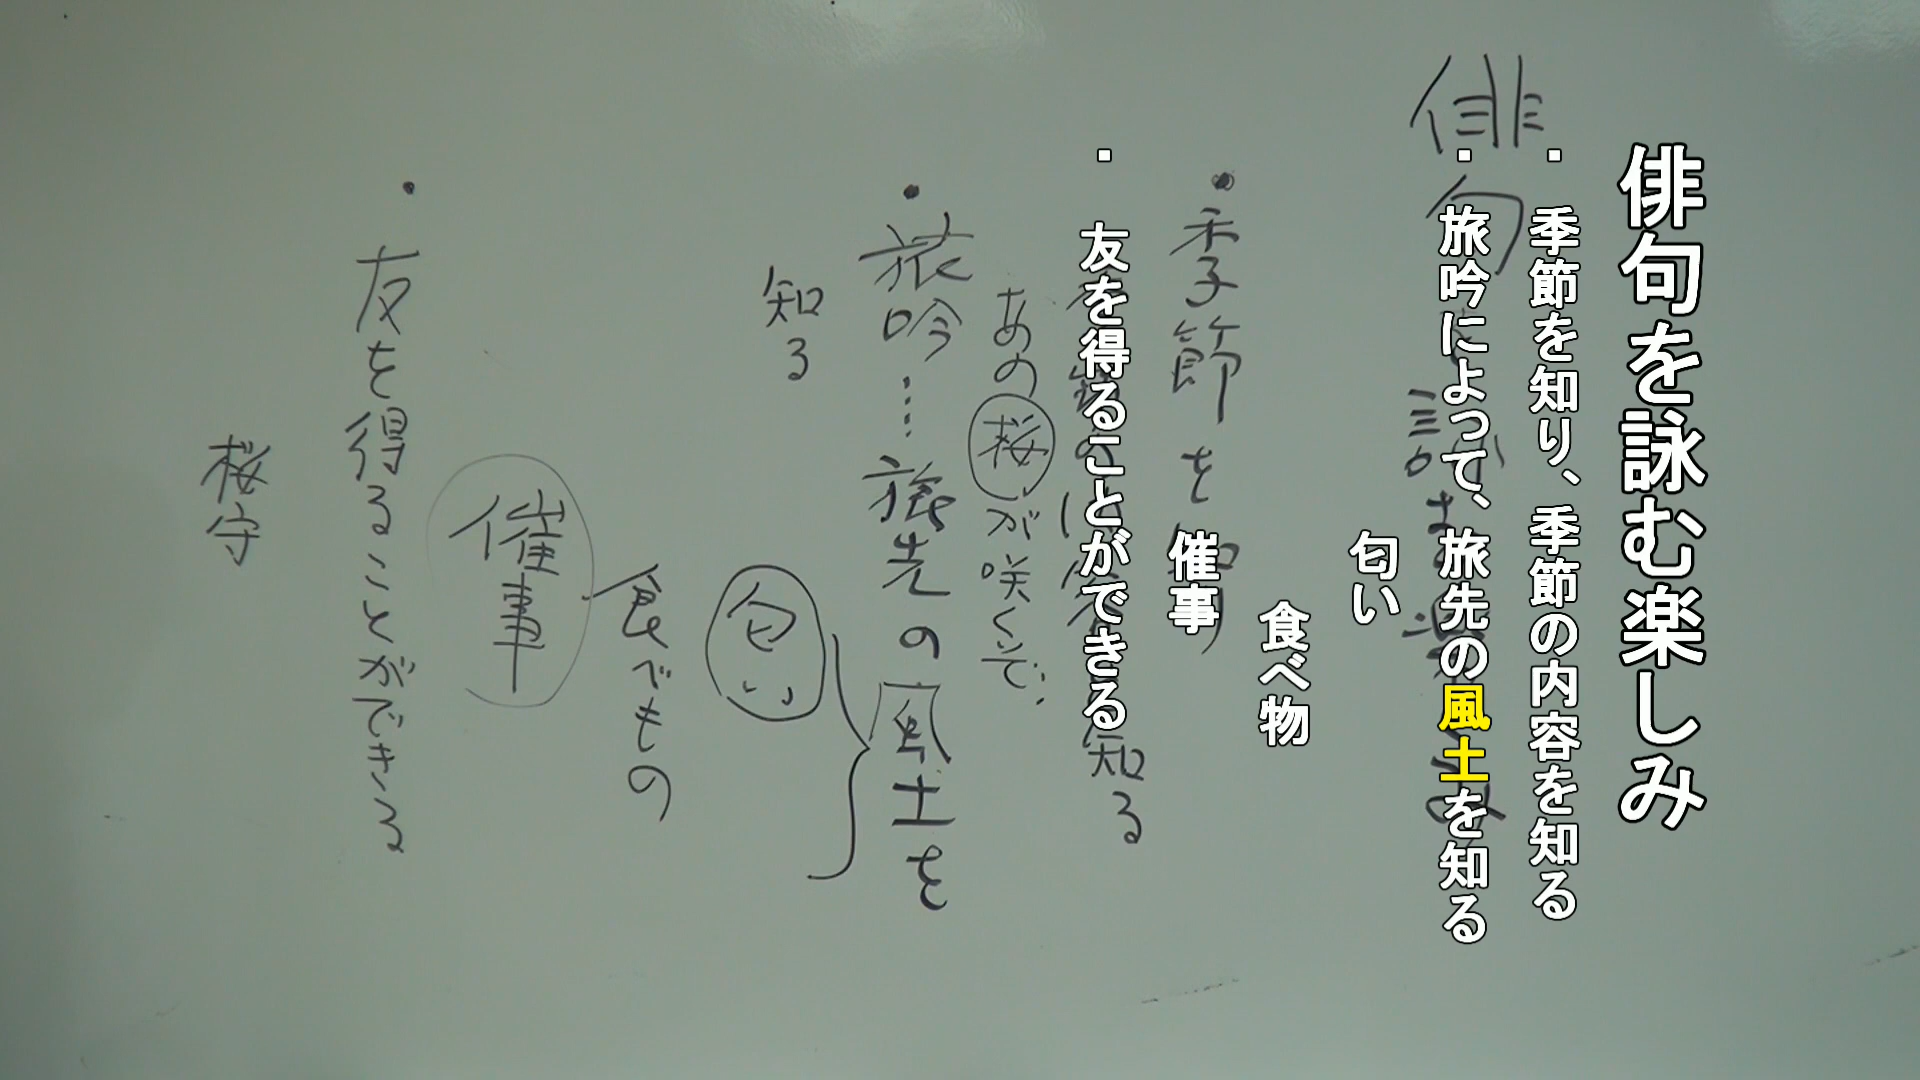 俳句を詠む楽しみ
・季節を知り、季節の内容を知る
・旅吟によって、旅先の風土を知る
匂い
食べ物
催事
・友を得ることができる
俳句を詠む楽しみ
・季節を知り
知る
あの桜が咲くで、
・旅吟…旅先の風土を
知る
匂い
食べもの
催事
・友を得ることができる
桜守